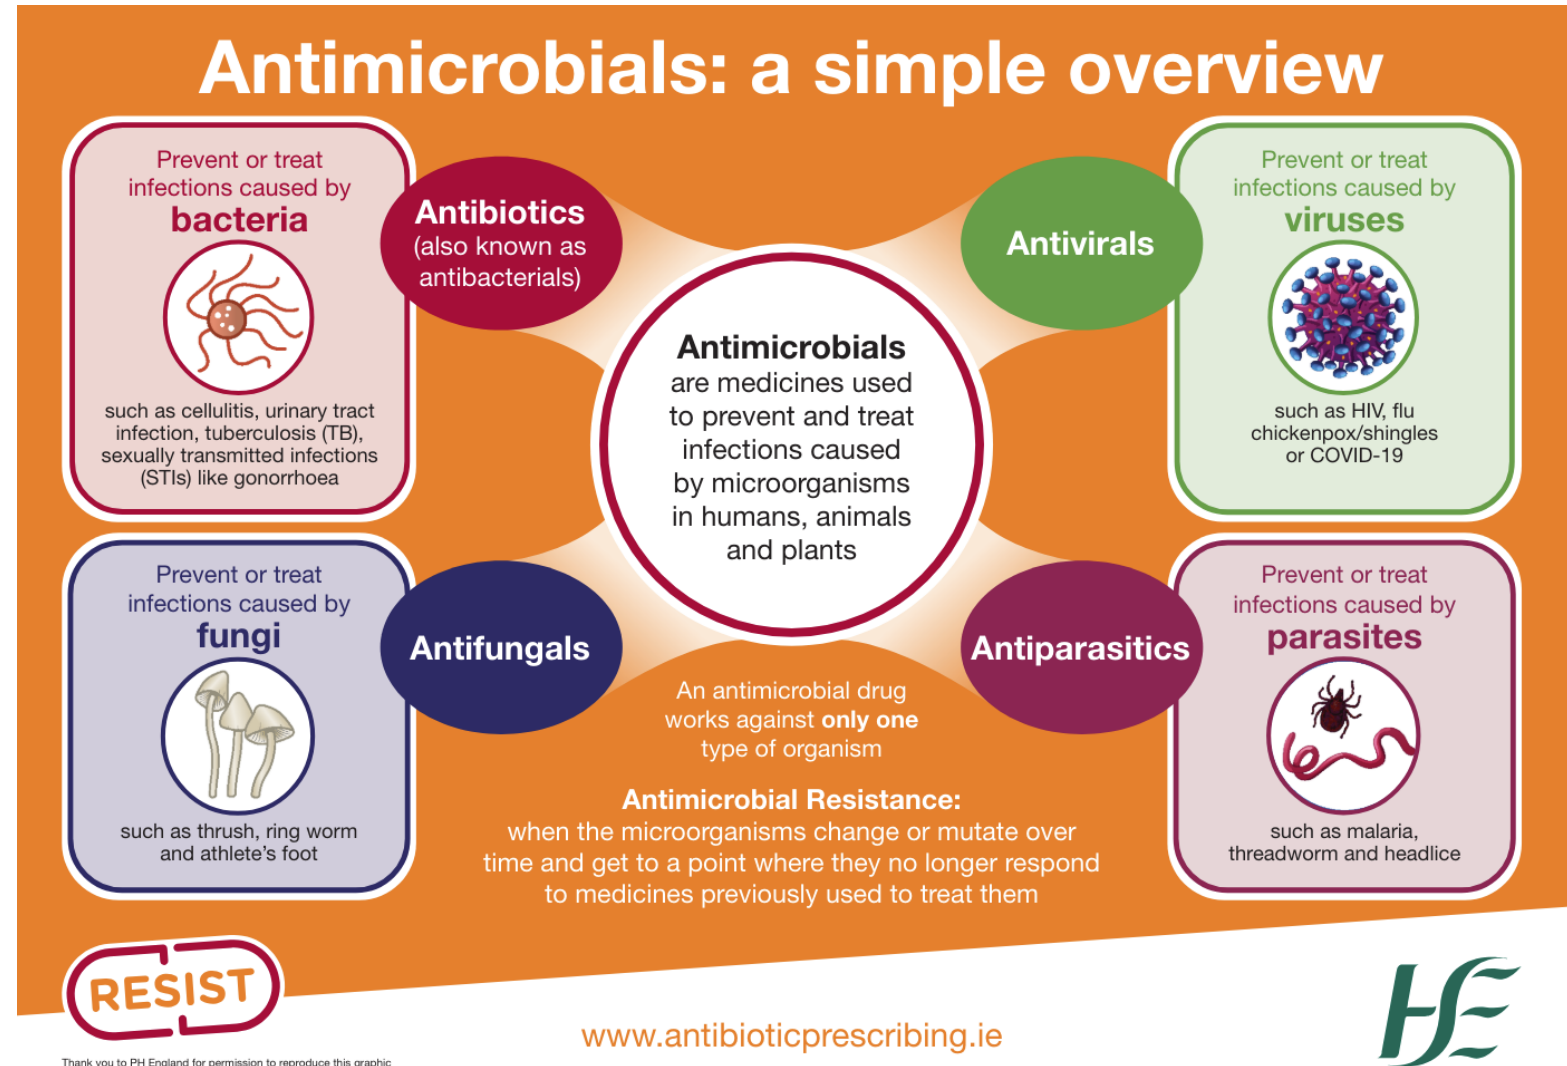 Antimicrobials: a simple overview
Prevent or treat
infections caused by
bacteria
such as cellulitis, urinary tract
infection, tuberculosis (TB),
sexually transmitted infections
(STIs) like gonorrhoea
Antibiotics
(also known as
antibacterials)
Antivirals
Prevent or treat
infections caused by
viruses
such as HIV, flu
chickenpox/shingles
or COVID-19
Antimicrobials
are medicines used
to prevent and treat
infections caused
by microorganisms
in humans, animals
and plants
Prevent or treat
infections caused by
fungi
such as thrush, ring worm
and athlete's foot
Antifungals
Antiparasitics
Prevent or treat
infections caused by
parasites
such as malaria,
threadworm and headlice
An antimicrobial drug
works against only one
type of organism
Antimicrobial Resistance:
when the microorganisms change or mutate over
time and get to a point where they no longer respond
to medicines previously used to treat them
RESIST
www.antibioticprescribing.ie
HSE
Thank you to PH England for permission to reproduce this graphic